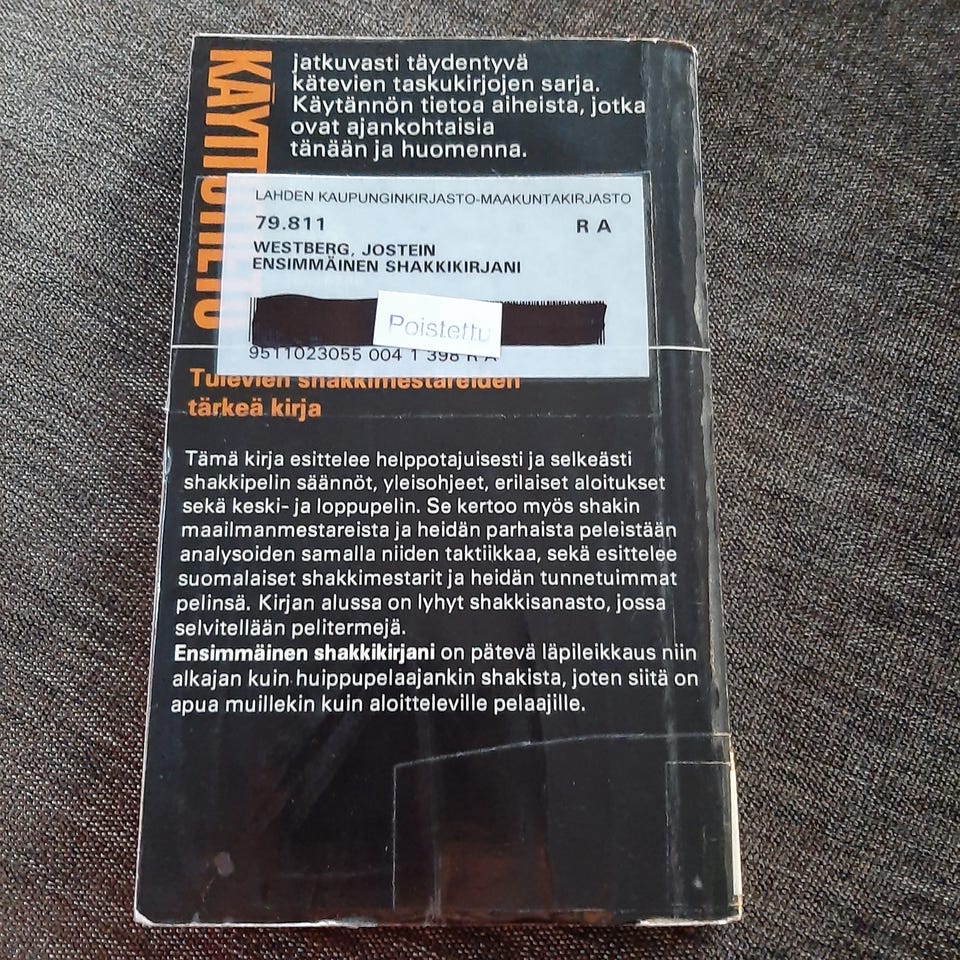 jatkuvasti täydentyvä
kätevien taskukirjojen sarja.
Käytännön tietoa aiheista, jotka
ovat ajankohtaisia
tänään ja huomenna.
LAHDEN KAUPUNGINKIRJASTO-MAAKUNTAKIRJASTO
79.811 R A
WESTBERG, JOSTEIN
ENSIMMÄINEN SHAKKIKIRJANI
Poistettu
9511023055 004 1 398 R A
Tulevien shakkimestareiden
tärkeä kirja
Tämä kirja esittelee helppotajuisesti ja selkeästi
shakkipelin säännöt, yleisohjeet, erilaiset aloitukset
sekä keski- ja loppupelin. Se kertoo myös shakin
maailmanmestareista ja heidän parhaista peleistään
analysoiden samalla niiden taktiikkaa, sekä esittelee
suomalaiset shakkimestarit ja heidän tunnetuimmat
pelinsä. Kirjan alussa on lyhyt shakkisanasto, jossa
selvitellään pelitermejä.
Ensimmäinen shakkikirjani on pätevä läpileikkaus niin
alkajan kuin huippupelaajankin shakista, joten siitä on
apua muillekin kuin aloitteleville pelaajille.